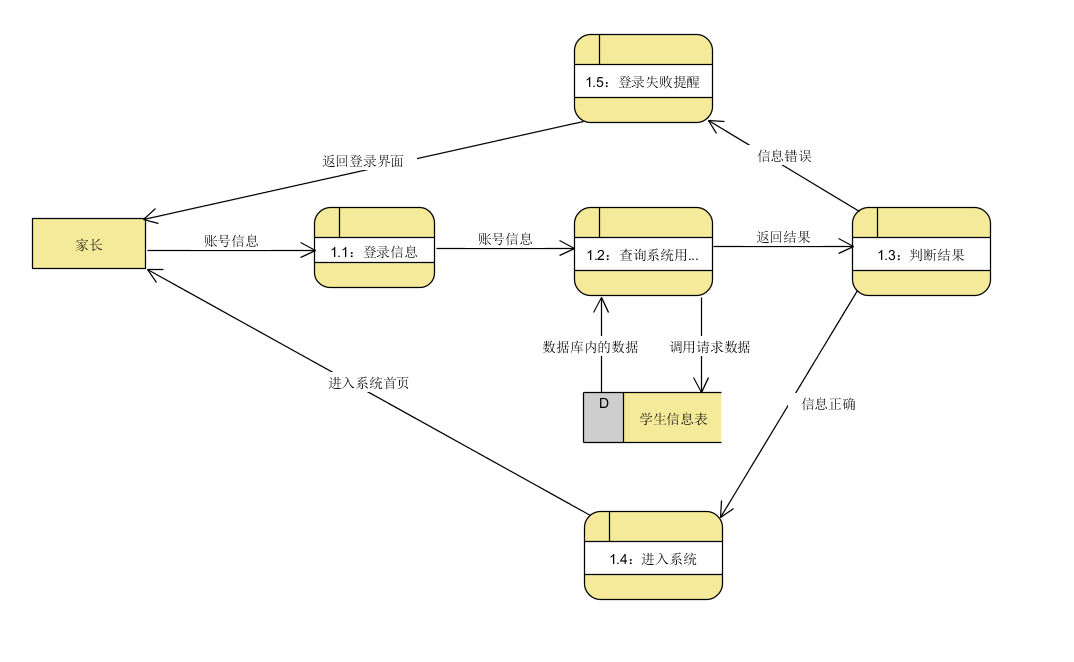 1.5：登录失败提醒
返回登录界面
信息错误
家长
账号信息
1.1：登录信息
账号信息
1.2：查询系统用...
返回结果
1.3：判断结果
数据库内的数据
调用请求数据
进入系统首页
D
学生信息表
信息正确
1.4：进入系统